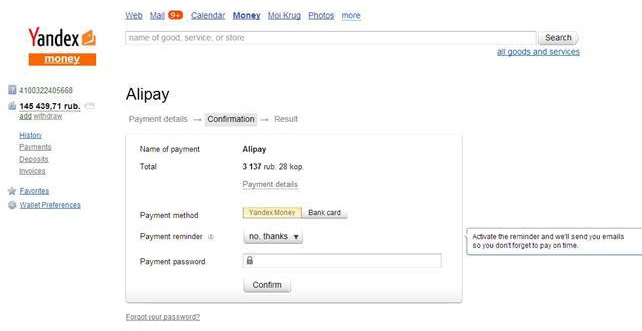 Web Mail 9+ Calendar Money Moi Krug Photos more
Yandex
money
name of good, service, or store
Search
all goods and services
4100322405668
145 439,71 rub.
add withdraw
History
Payments
Deposits
Invoices
Favorites
Wallet Preferences
Alipay
Payment details → Confirmation → Result
Name of payment Alipay
Total 3 137 rub. 28 kop.
Payment details
Payment method Yandex.Money Bank card
Payment reminder no, thanks ▼
Payment password
Confirm
Forgot your password?
Activate the reminder and we'll send you emails
so you don't forget to pay on time.